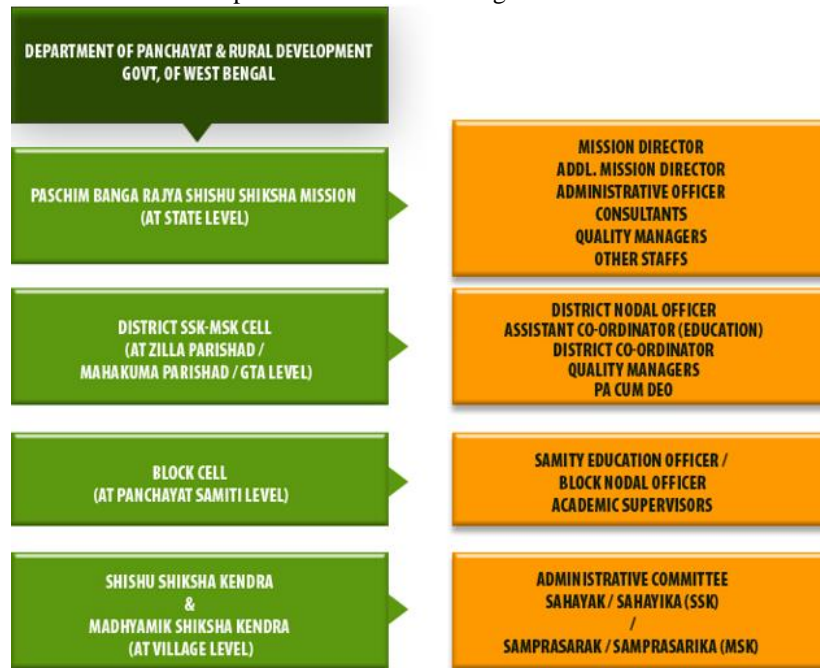 DEPARTMENT OF PANCHAYAT & RURAL DEVELOPMENT
GOVT, OF WEST BENGAL
PASCHIM BANGA RAJYA SHISHU SHIKSHA MISSION
(AT STATE LEVEL)
MISSION DIRECTOR
ADDL. MISSION DIRECTOR
ADMINISTRATIVE OFFICER
CONSULTANTS
QUALITY MANAGERS
OTHER STAFFS
DISTRICT SSK-MSK CELL
(AT ZILLA PARISHAD /
MAHAKUMA PARISHAD / GTA LEVEL)
DISTRICT NODAL OFFICER
ASSISTANT CO-ORDINATOR (EDUCATION)
DISTRICT CO-ORDINATOR
QUALITY MANAGERS
PA CUM DEO
BLOCK CELL
(AT PANCHAYAT SAMITI LEVEL)
SAMITY EDUCATION OFFICER /
BLOCK NODAL OFFICER
ACADEMIC SUPERVISORS
SHISHU SHIKSHA KENDRA
&
MADHYAMIK SHIKSHA KENDRA
(AT VILLAGE LEVEL)
ADMINISTRATIVE COMMITTEE
SAHAYAK / SAHAYIKA (SSK)
/
SAMPRASARAK / SAMPRASARIKA (MSK)